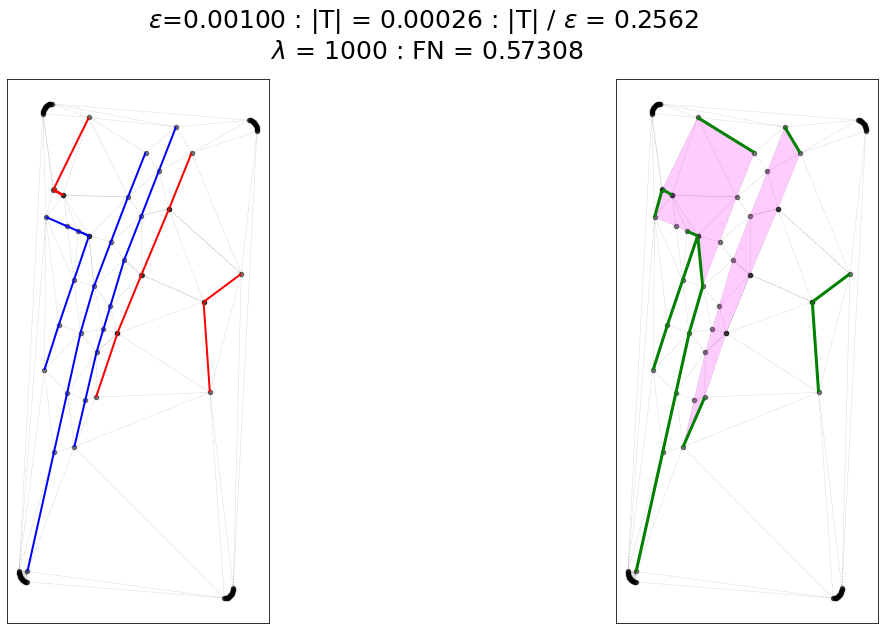 ε=0.00100 : |T| = 0.00026 : |T| / ε = 0.2562
λ = 1000 : FN = 0.57308